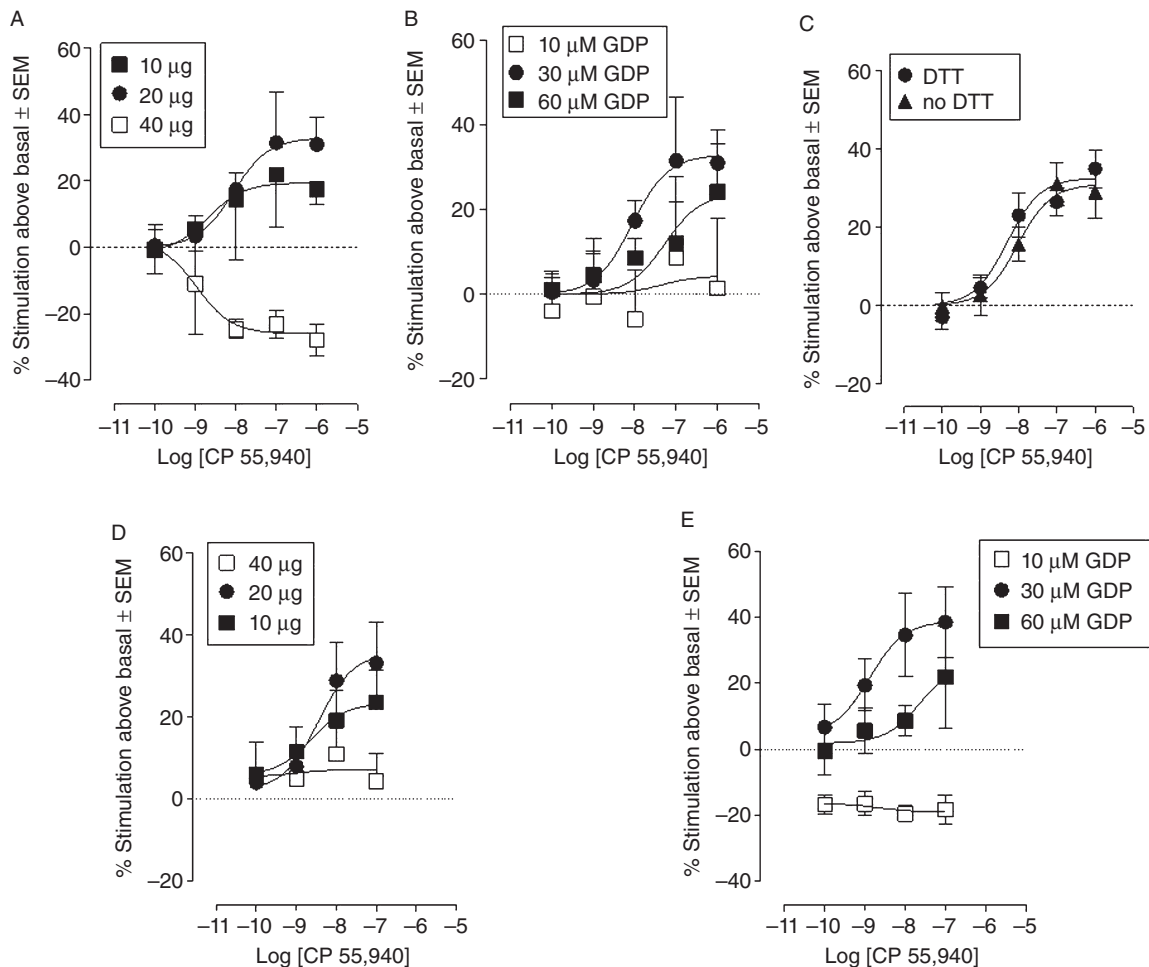 A
% Stimulation above basal ± SEM
60
40
20
0
−20
−40
10 µg
20 µg
40 µg
−11 −10 −9 −8 −7 −6 −5
Log [CP 55,940]
B
% Stimulation above basal ± SEM
60
40
20
0
−20
10 µM GDP
30 µM GDP
60 µM GDP
−11 −10 −9 −8 −7 −6 −5
Log [CP 55,940]
C
% Stimulation above basal ± SEM
60
40
20
0
−20
DTT
no DTT
−11 −10 −9 −8 −7 −6 −5
Log [CP 55,940]
D
% Stimulation above basal ± SEM
60
40
20
0
−20
40 µg
20 µg
10 µg
−11 −10 −9 −8 −7 −6 −5
Log [CP 55,940]
E
% Stimulation above basal ± SEM
60
40
20
0
−20
−40
10 µM GDP
30 µM GDP
60 µM GDP
−11 −10 −9 −8 −7 −6 −5
Log [CP 55,940]